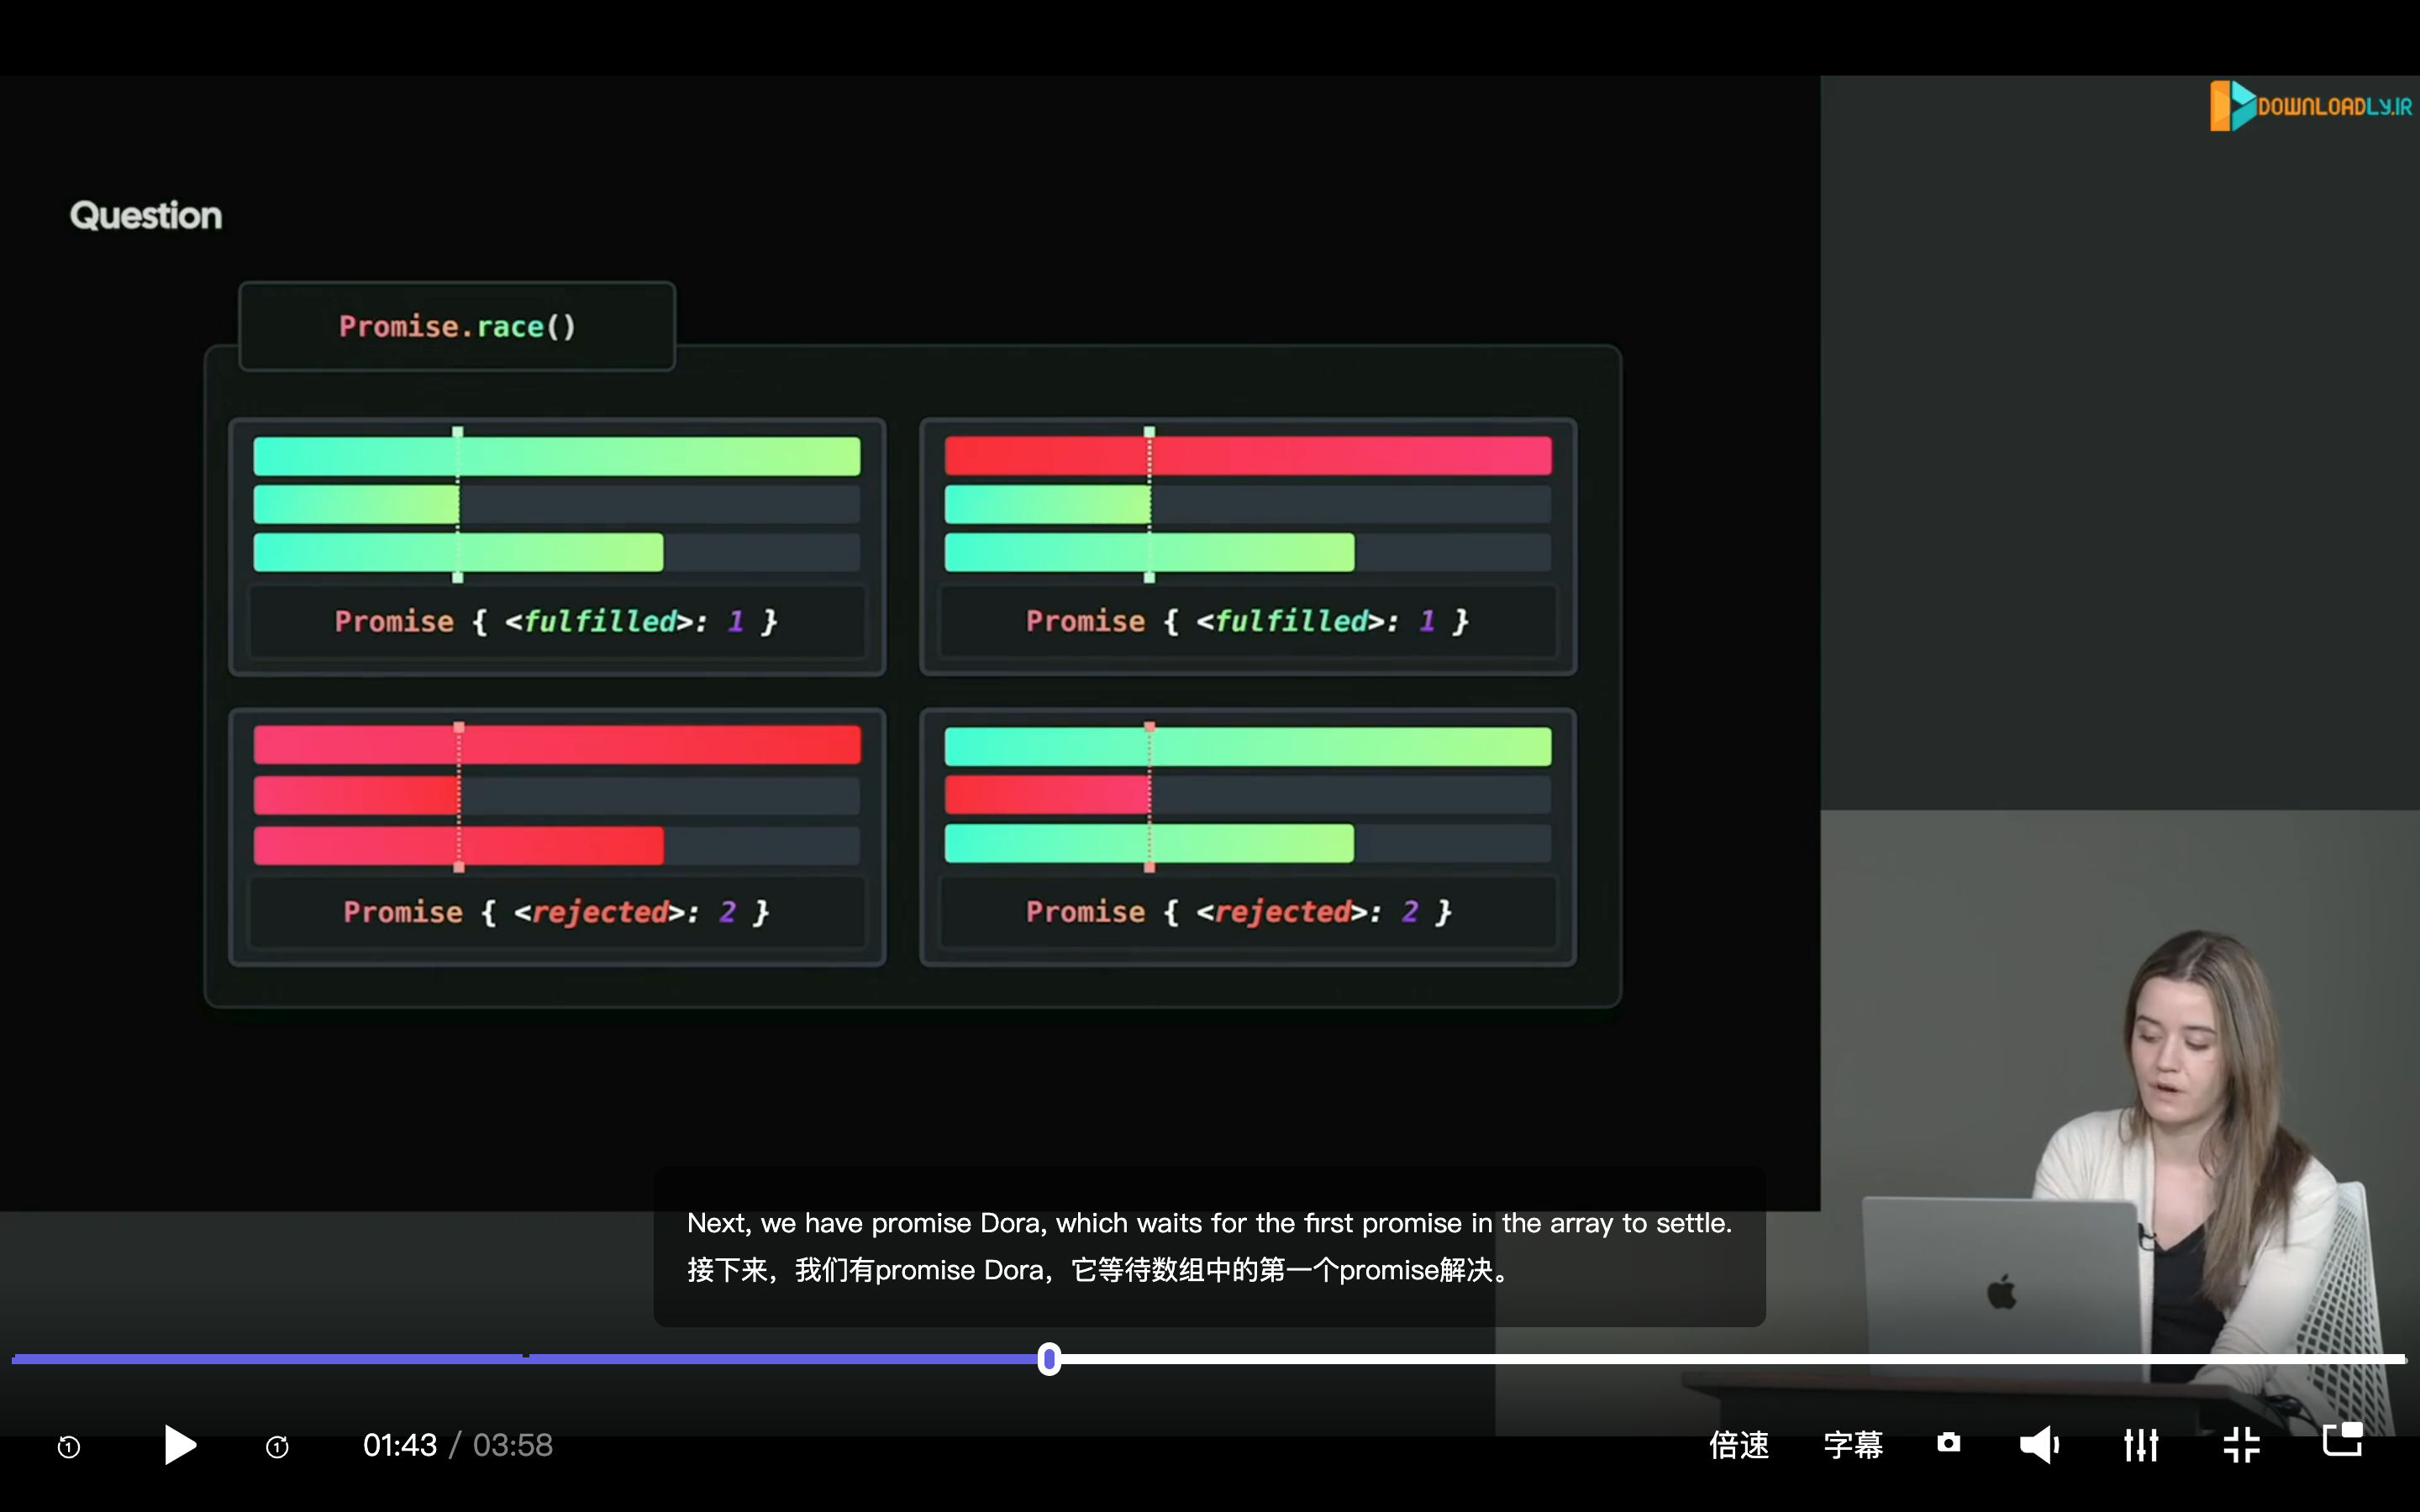 DOWNLOADLY.IR
Question
Promise.race()
Promise { <fulfilled>: 1 }
Promise { <fulfilled>: 1 }
Promise { <rejected>: 2 }
Promise { <rejected>: 2 }
Next, we have promise Dora, which waits for the first promise in the array to settle.
接下来，我们有promise Dora，它等待数组中的第一个promise解决。
1
1
01:43 / 03:58
倍速
字幕